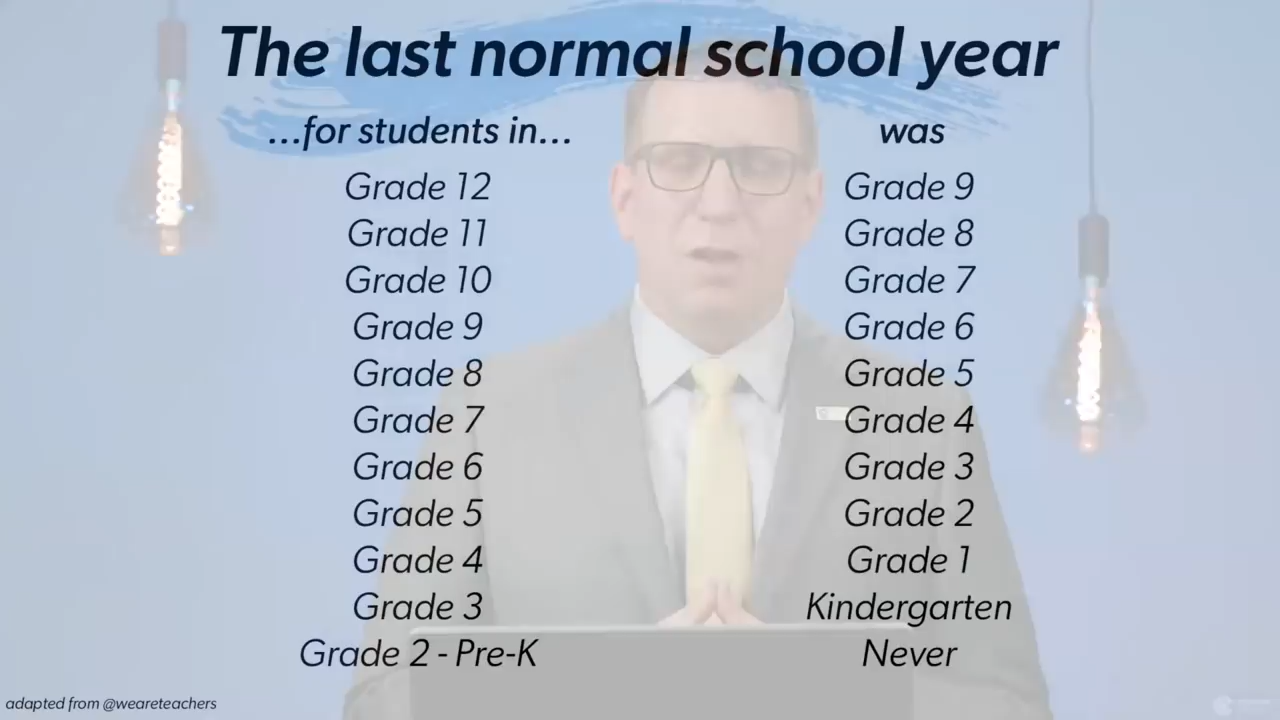 The last normal school year
...for students in... was
Grade 12 Grade 9
Grade 11 Grade 8
Grade 10 Grade 7
Grade 9 Grade 6
Grade 8 Grade 5
Grade 7 Grade 4
Grade 6 Grade 3
Grade 5 Grade 2
Grade 4 Grade 1
Grade 3 Kindergarten
Grade 2 - Pre-K Never
adapted from @weareteachers